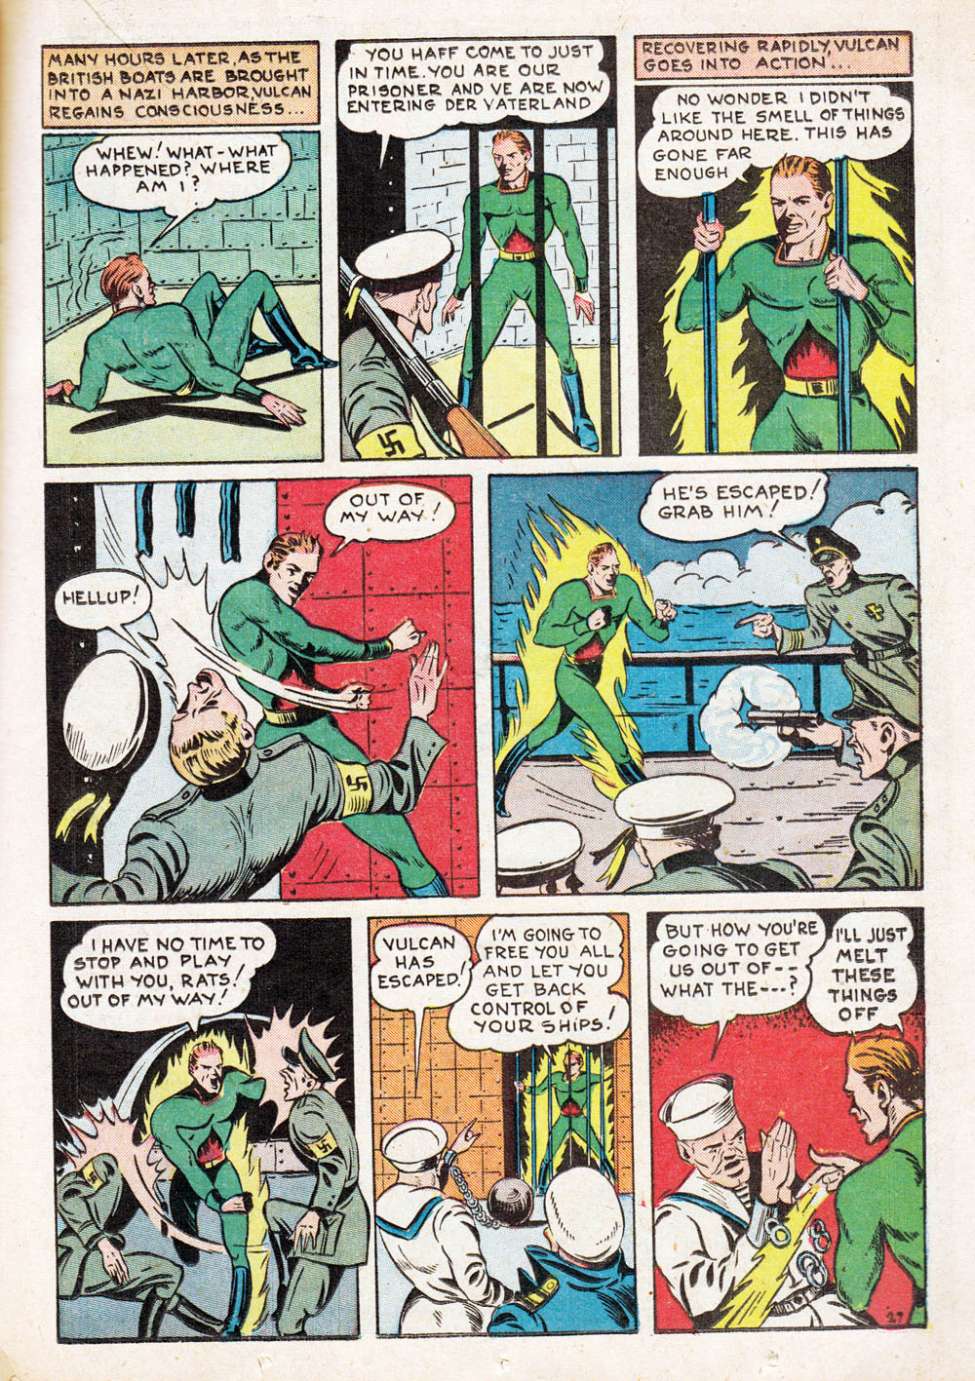 MANY HOURS LATER, AS THE
BRITISH BOATS ARE BROUGHT
INTO A NAZI HARBOR, VULCAN
REGAINS CONSCIOUSNESS...
WHEW! WHAT-WHAT
HAPPENED? WHERE
AM I?
YOU HAFF COME TO JUST
IN TIME. YOU ARE OUR
PRISONER AND VE ARE NOW
ENTERING DER VATERLAND
RECOVERING RAPIDLY, VULCAN
GOES INTO ACTION...
NO WONDER I DIDN'T
LIKE THE SMELL OF THINGS
AROUND HERE. THIS HAS
GONE FAR
ENOUGH
HELLUP!
OUT OF
MY WAY!
HE'S ESCAPED!
GRAB HIM!
I HAVE NO TIME TO
STOP AND PLAY
WITH YOU, RATS!
OUT OF MY WAY!
VULCAN
HAS
ESCAPED!
I'M GOING TO
FREE YOU ALL
AND LET YOU
GET BACK
CONTROL OF
YOUR SHIPS!
BUT HOW YOU'RE
GOING TO GET
US OUT OF--
WHAT THE---?
I'LL JUST
MELT
THESE
THINGS
OFF
27